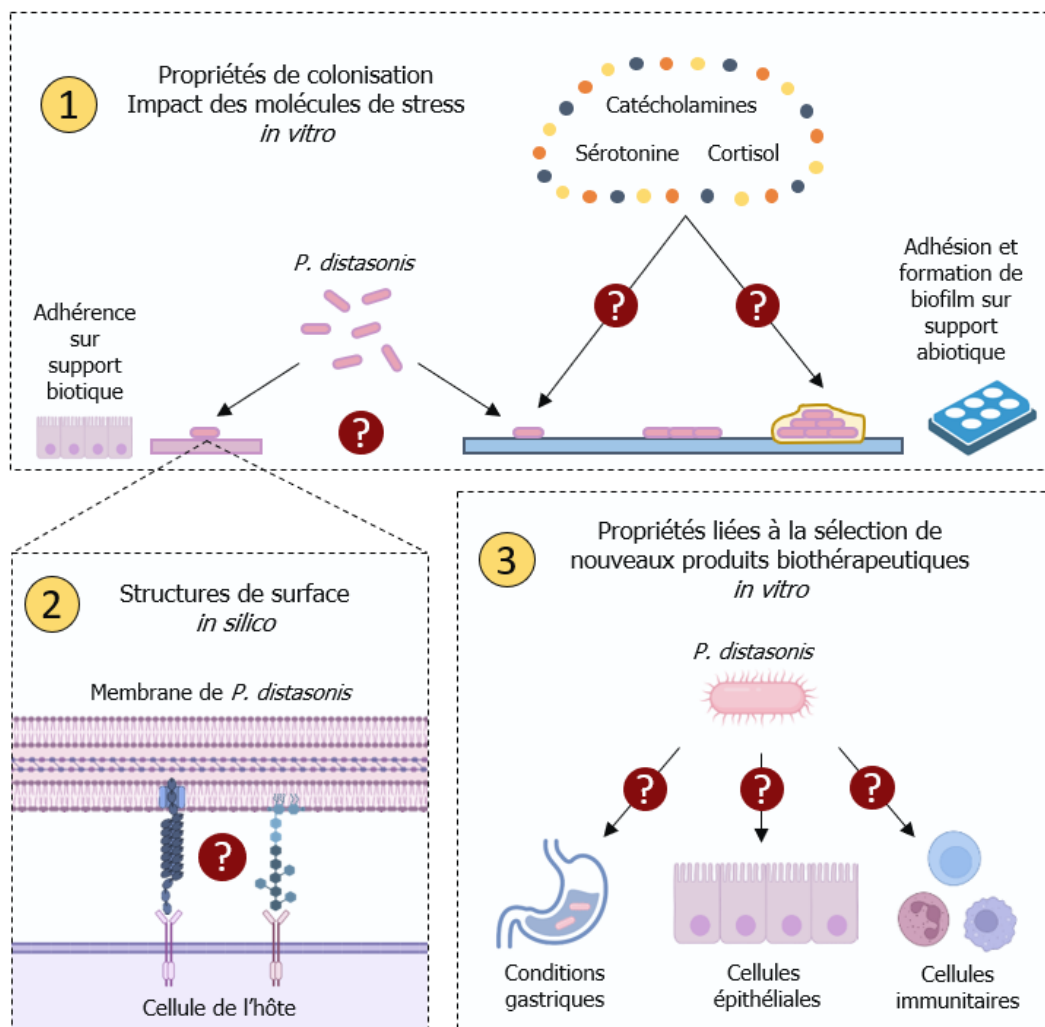 1
Propriétés de colonisation
Impact des molécules de stress
in vitro
Catécholamines
Sérotonine Cortisol
P. distasonis
Adhérence
sur
support
biotique
?
?
?
Adhésion et
formation de
biofilm sur
support
abiotique
2
Structures de surface
in silico
Membrane de P. distasonis
?
Cellule de l'hôte
3
Propriétés liées à la sélection de
nouveaux produits biothérapeutiques
in vitro
P. distasonis
?
?
?
Conditions
gastriques
Cellules
épithéliales
Cellules
immunitaires